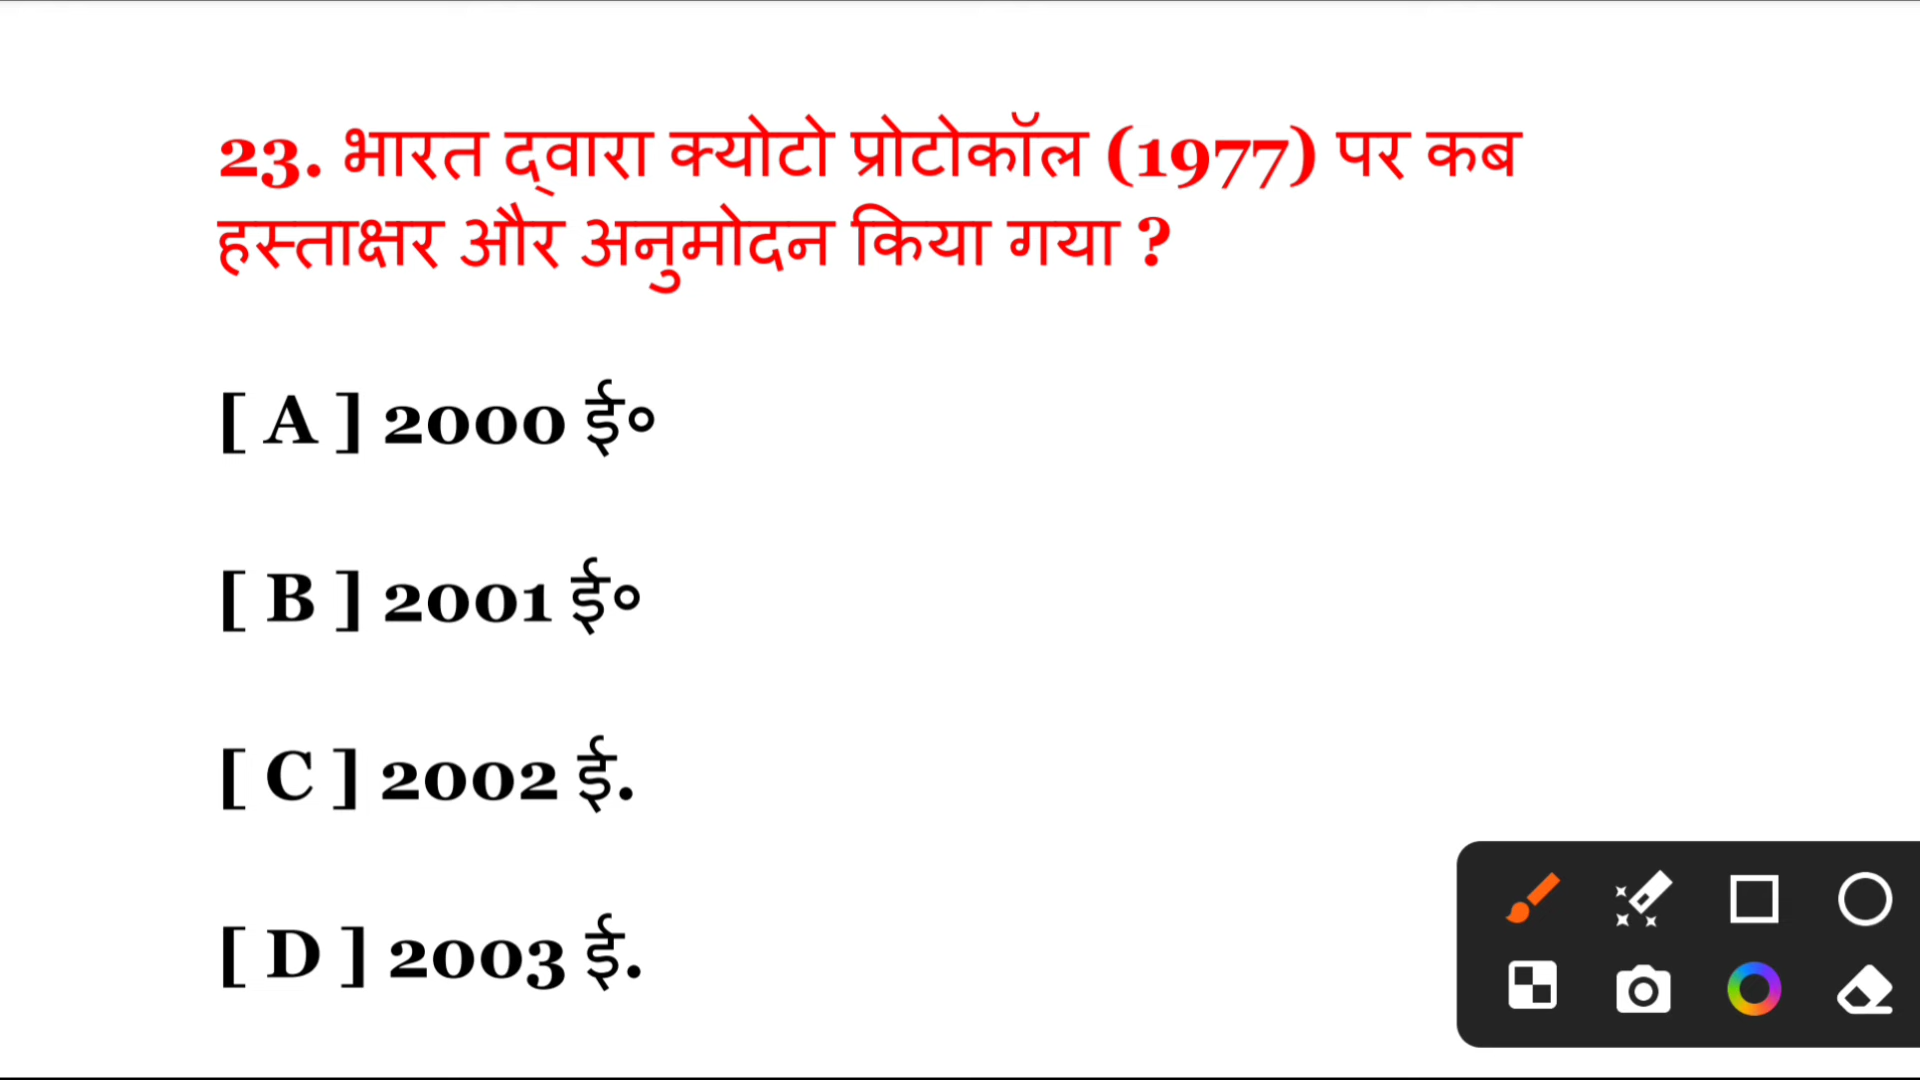 23. भारत द्वारा क्योटो प्रोटोकॉल (1977) पर कब
हस्ताक्षर और अनुमोदन किया गया ?
[ A ] 2000 ई०
[ B ] 2001 ई०
[ C ] 2002 ई.
[ D ] 2003 ई.